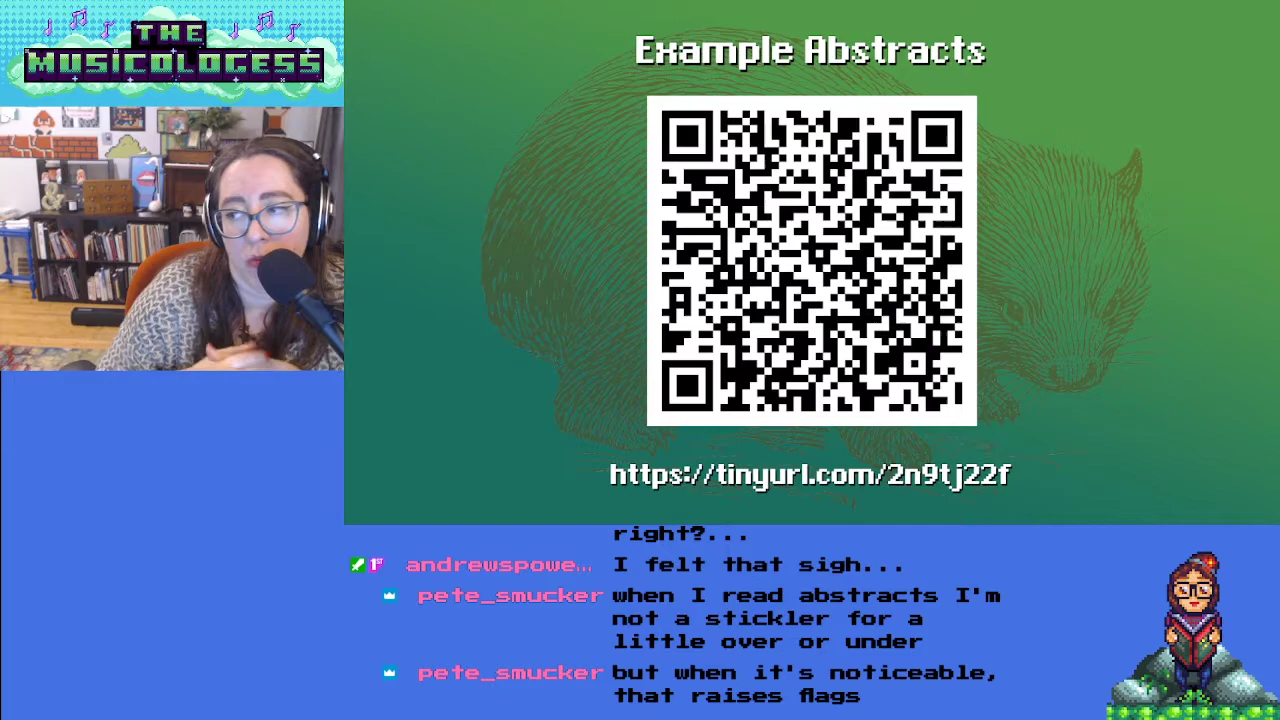 THE
MUSICOLOGESS
Example Abstracts
https://tinyurl.com/2n9tj22f
right?...
andrewspowe... I felt that sigh...
pete_smucker when I read abstracts I'm
not a stickler for a
little over or under
pete_smucker but when it's noticeable,
that raises flags